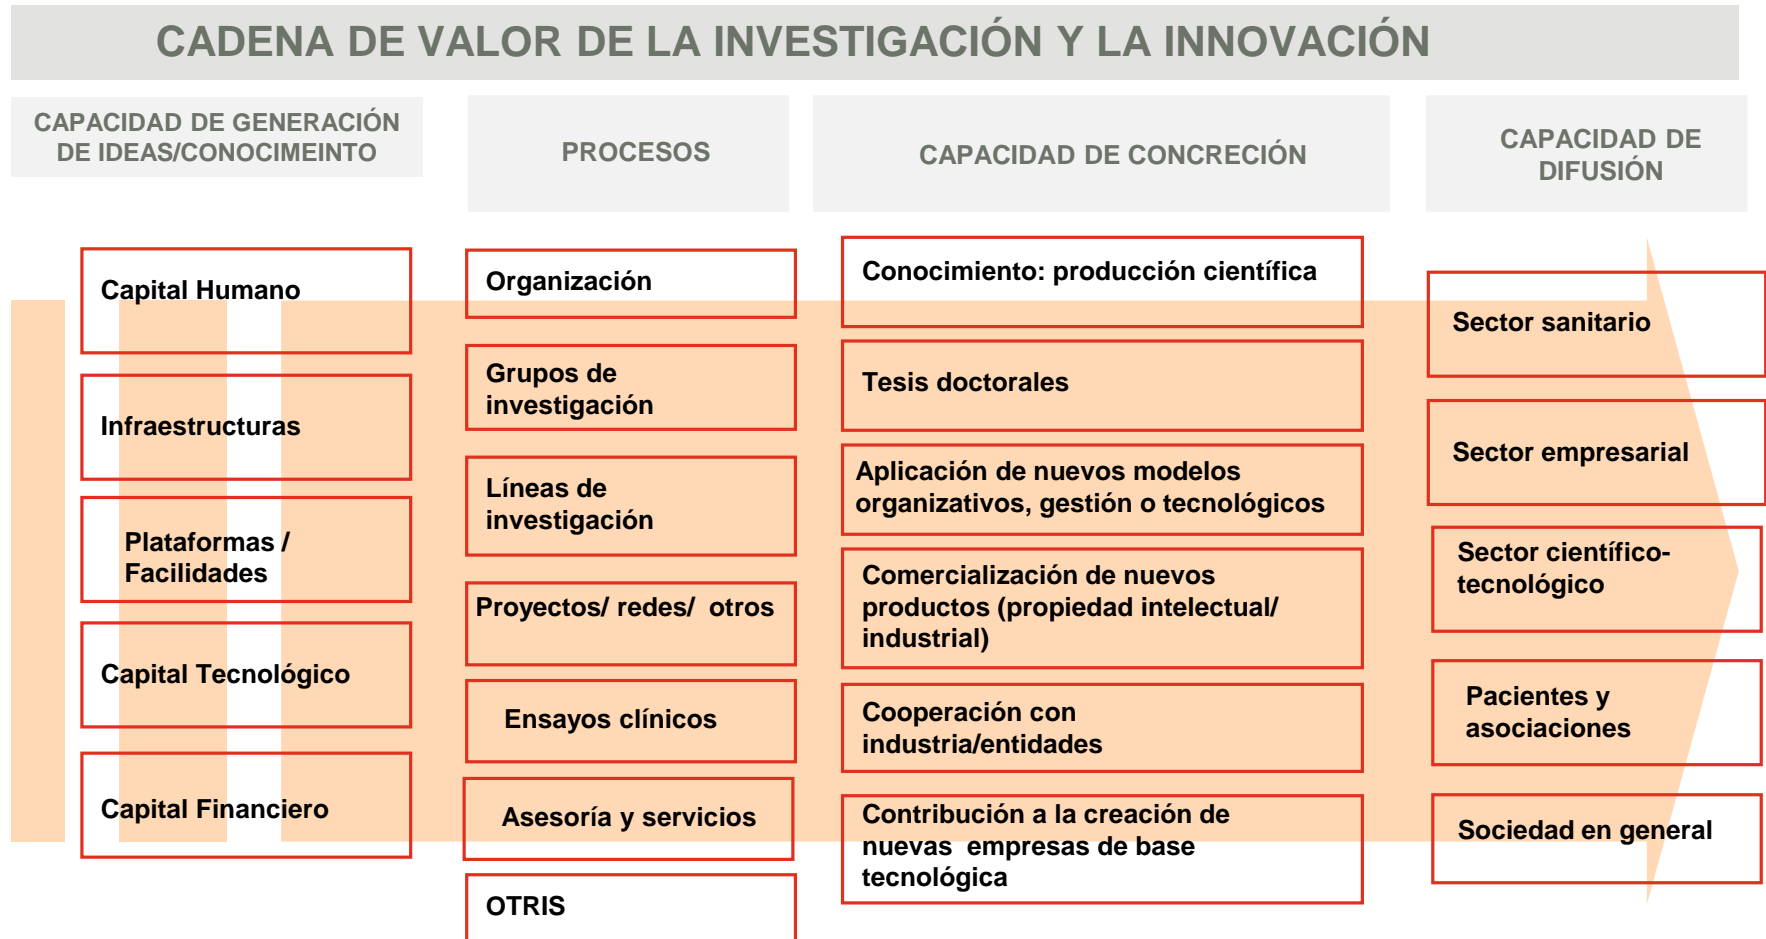 CADENA DE VALOR DE LA INVESTIGACIÓN Y LA INNOVACIÓN
CAPACIDAD DE GENERACIÓN
DE IDEAS/CONOCIMEINTO
PROCESOS
CAPACIDAD DE CONCRECIÓN
CAPACIDAD DE
DIFUSIÓN
Capital Humano
Infraestructuras
Plataformas /
Facilidades
Capital Tecnológico
Capital Financiero
Organización
Grupos de
investigación
Líneas de
investigación
Proyectos/ redes/ otros
Ensayos clínicos
Asesoría y servicios
OTRIS
Conocimiento: producción científica
Tesis doctorales
Aplicación de nuevos modelos
organizativos, gestión o tecnológicos
Comercialización de nuevos
productos (propiedad intelectual/
industrial)
Cooperación con
industria/entidades
Contribución a la creación de
nuevas empresas de base
tecnológica
Sector sanitario
Sector empresarial
Sector científico-
tecnológico
Pacientes y
asociaciones
Sociedad en general